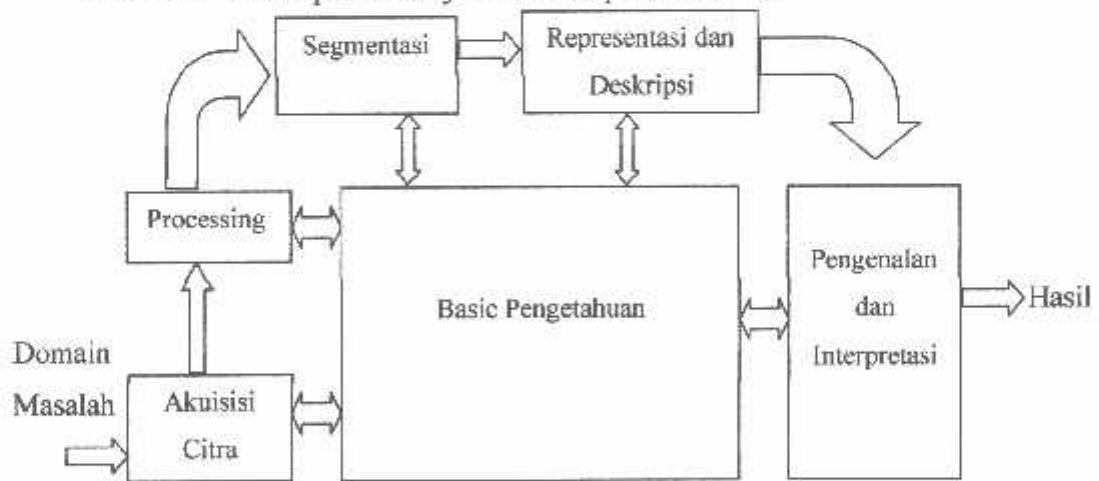 Segmentasi
Representasi dan
Deskripsi
Processing
Basic Pengetahuan
Pengenalan
dan
Interpretasi
Hasil
Domain
Masalah
Akuisisi
Citra